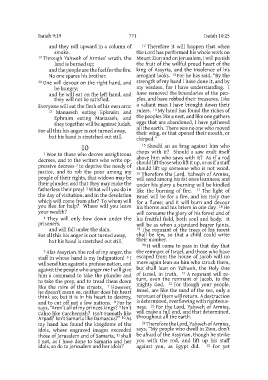 Isaiah 9:19
771
Isaiah 10:25
and they roll upward in a column of
smoke.
19 Through Yahweh of Armies' wrath, the
land is burned up;
and the people are the fuel for the fire.
No one spares his brother.
20 One will devour on the right hand, and
be hungry;
and he will eat on the left hand, and
they will not be satisfied.
Everyone will eat the flesh of his own arm:
21 Manasseh eating Ephraim and
Ephraim eating Manasseh, and
they together will be against Judah.
For all this his anger is not turned away,
but his hand is stretched out still.
10
1 Woe to those who decree unrighteous
decrees, and to the writers who write oppressive
decrees 2 to deprive the needy of
justice, and to rob the poor among my
people of their rights, that widows may be
their plunder, and that they may make the
fatherless their prey! 3 What will you do in
the day of visitation, and in the desolation
which will come from afar? To whom will
you flee for help? Where will you leave
your wealth?
4 They will only bow down under the
prisoners,
and will fall under the slain.
For all this his anger is not turned away,
but his hand is stretched out still.
5 Alas Assyrian, the rod of my anger, the
staff in whose hand is my indignation! 6 I
will send him against a profane nation, and
against the people who anger me will I give
him a command to take the plunder and
to take the prey, and to tread them down
like the mire of the streets. 7 However,
he doesn't mean so, neither does his heart
think so; but it is in his heart to destroy,
and to cut off not a few nations. 8 For he
says, "Aren't all of my princes kings? 9 Isn't
Calno like Carchemish? Isn't Hamath like
Arpad? Isn't Samaria like Damascus?" 10 As
my hand has found the kingdoms of the
idols, whose engraved images exceeded
those of Jerusalem and of Samaria, 11 shall
I not, as I have done to Samaria and her
idols, so do to Jerusalem and her idols?
12 Therefore it will happen that when
the Lord has performed his whole work on
Mount Zion and on Jerusalem, I will punish
the fruit of the willful proud heart of the
king of Assyria, and the insolence of his
arrogant looks. 13 For he has said, "By the
strength of my hand I have done it, and by
my wisdom, for I have understanding. I
have removed the boundaries of the peoples,
and have robbed their treasures. Like
a valiant man I have brought down their
rulers. 14 My hand has found the riches of
the peoples like a nest, and like one gathers
eggs that are abandoned, I have gathered
all the earth. There was no one who moved
their wing, or that opened their mouth, or
chirped."
15 Should an ax brag against him who
chops with it? Should a saw exalt itself
above him who saws with it? As if a rod
should lift those who lift it up, or as if a staff
should lift up someone who is not wood.
16 Therefore the Lord, Yahweh of Armies,
will send among his fat ones leanness; and
under his glory a burning will be kindled
like the burning of fire. 17 The light of
Israel will be for a fire, and his Holy One
for a flame; and it will burn and devour
his thorns and his briers in one day. 18 He
will consume the glory of his forest and of
his fruitful field, both soul and body. It
will be as when a standard bearer faints.
19 The remnant of the trees of his forest
shall be few, so that a child could write
their number.
20 It will come to pass in that day that
the remnant of Israel, and those who have
escaped from the house of Jacob will no
more again lean on him who struck them,
but shall lean on Yahweh, the Holy One
of Israel, in truth. 21 A remnant will return,
even the remnant of Jacob, to the
mighty God. 22 For though your people,
Israel, are like the sand of the sea, only a
remnant of them will return. A destruction
is determined, overflowing with righteousness.
23 For the Lord, Yahweh of Armies,
will make a full end, and that determined,
throughout all the earth.
24 Therefore the Lord, Yahweh of Armies,
says, "My people who dwell in Zion, don't
be afraid of the Assyrian, though he strike
you with the rod, and lift up his staff
against you, as Egypt did. 25 For yet